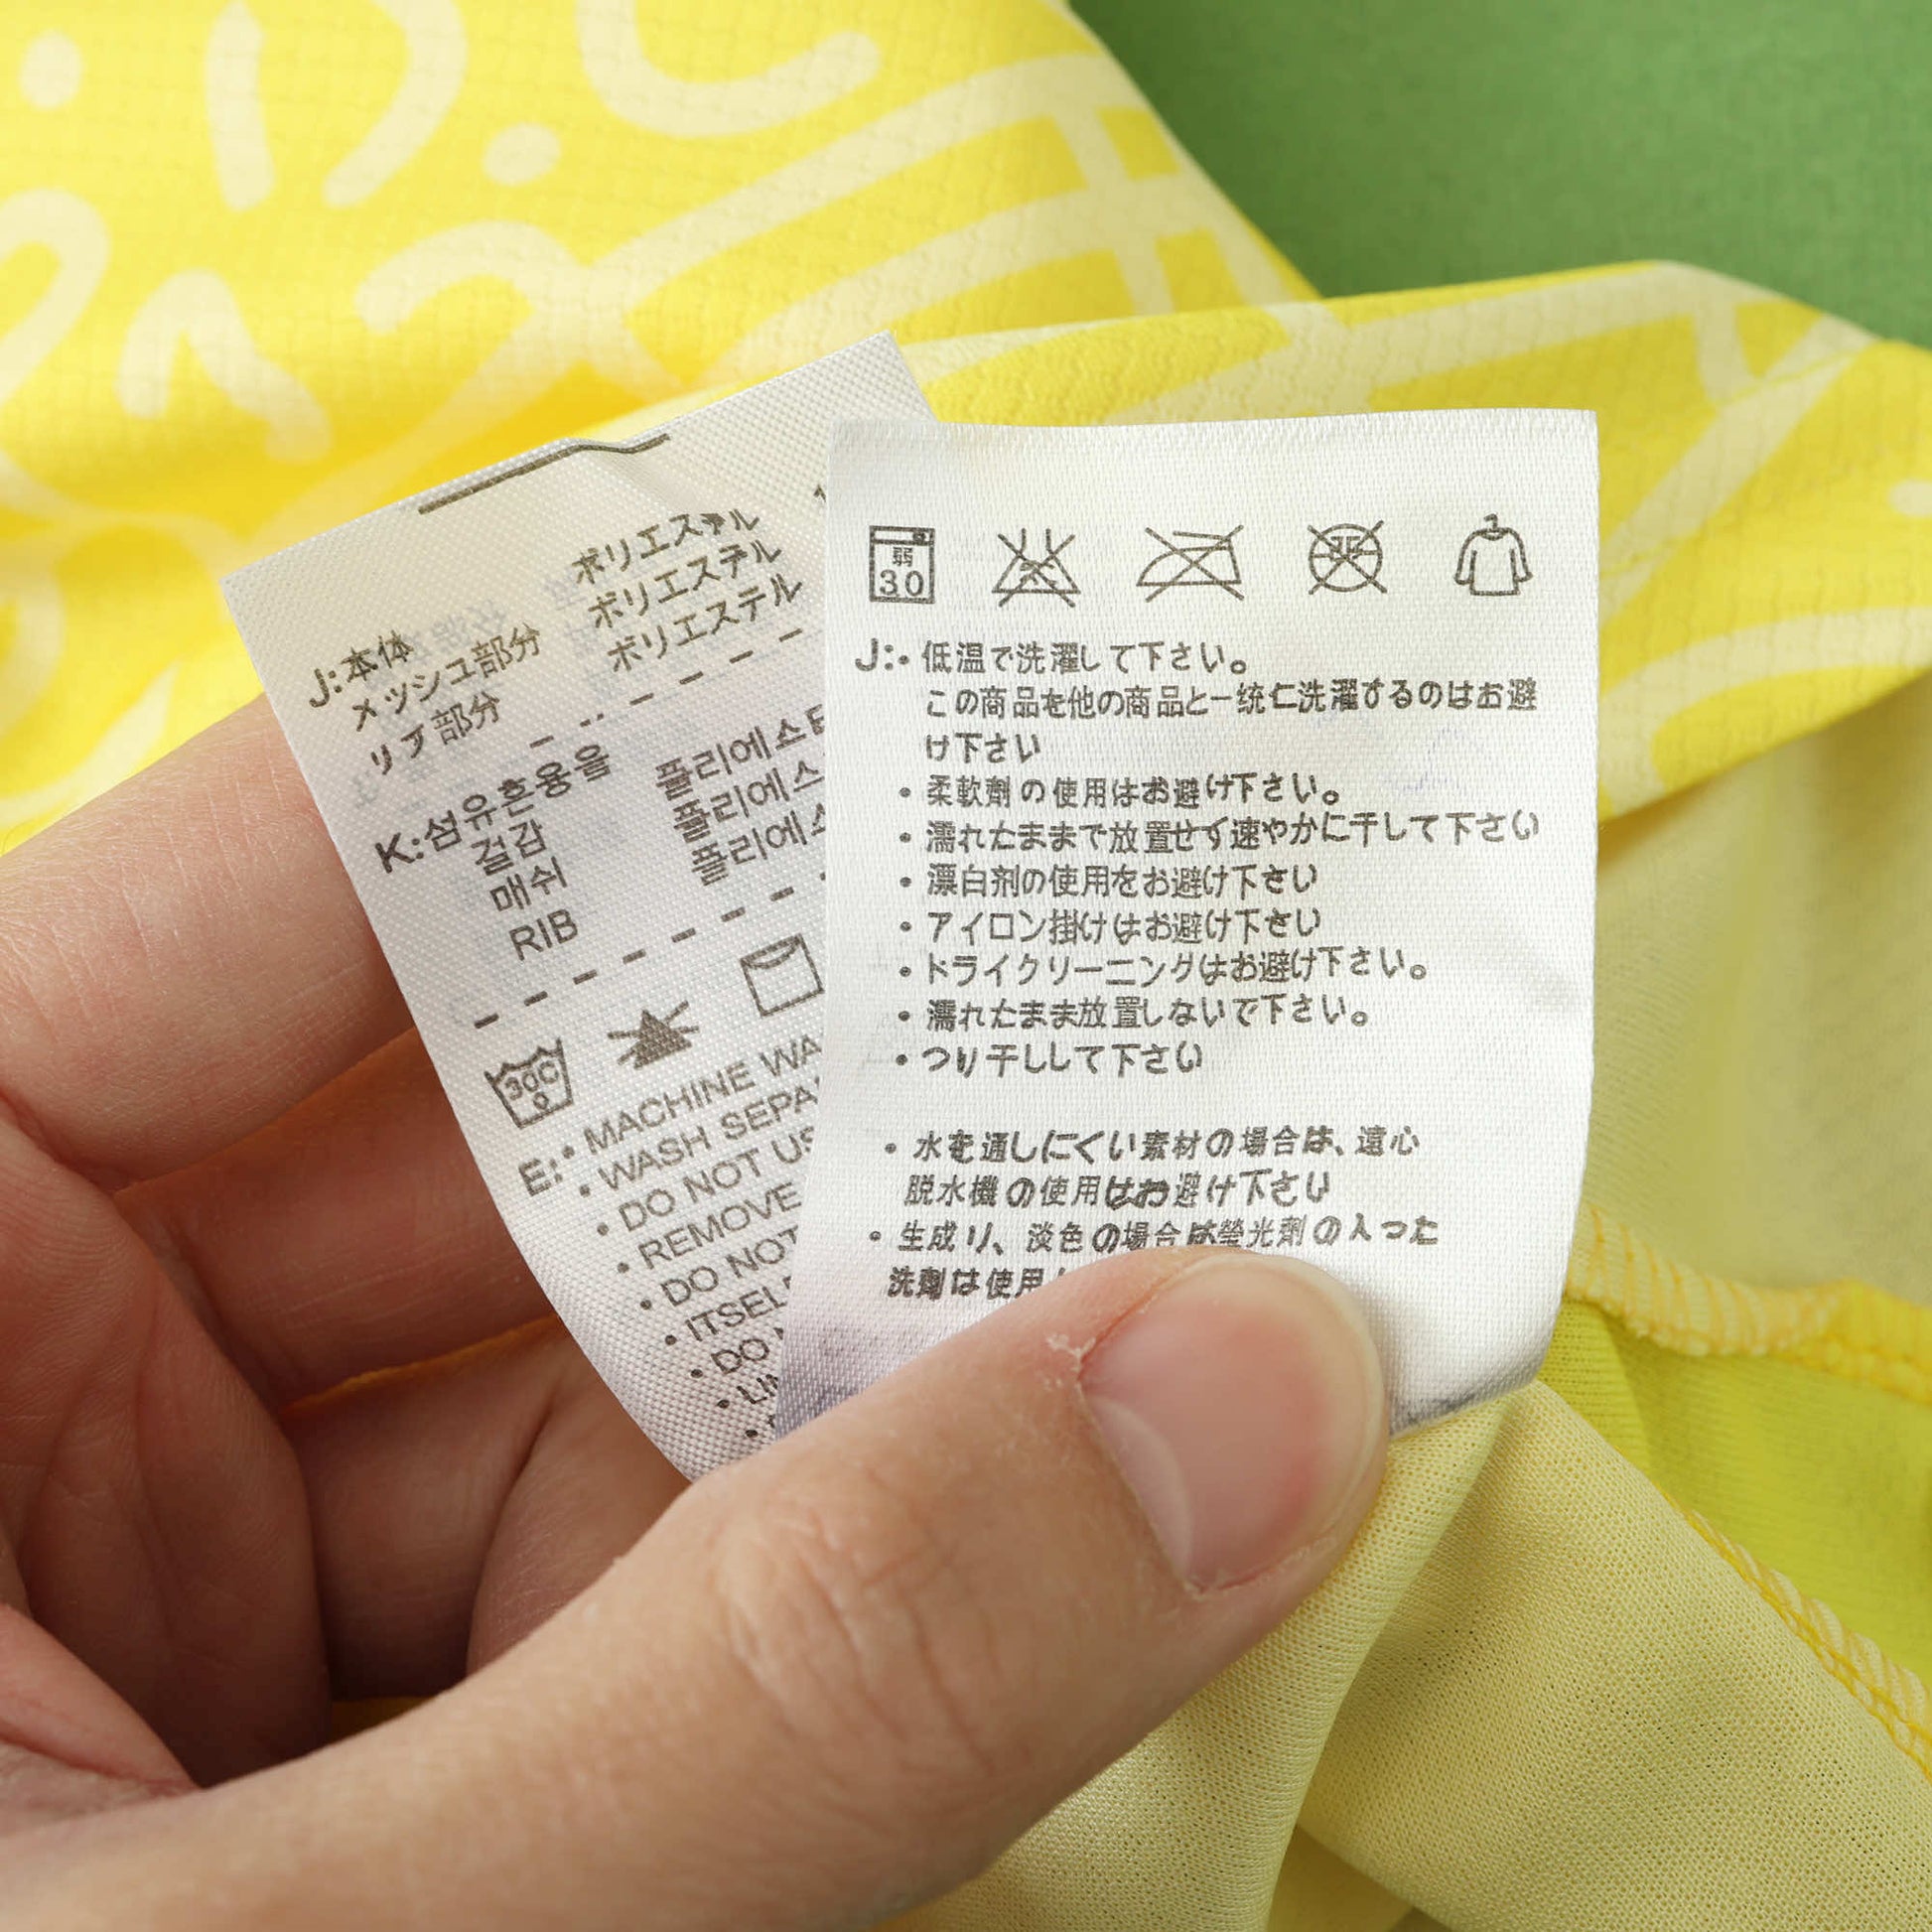 ポリエステル
ポリエステル
ポリエステル
J:本体
メッシュ部分
リブ部分
K:섬유혼용율
겉감
매쉬
RIB
폴리에스터
폴리에스
폴리에스
30C
E:• MACHINE WA
• WASH SEPA
• DO NOT US
• REMOVE
• DO NOT
• ITSEL
• DO
• LI
弱
30
J:• 低温で洗濯して下さい。
この商品を他の商品と一统仁洗濯するのはお避
け下さい
• 柔軟劑の使用はお避け下さい。
• 濡れたままで放置せず速やかに干して下さい
• 漂白剤の使用をお避け下さい
• アイロン掛けはお避け下さい
• ドライクリーニングはお避け下さい。
• 濡れたまま放置しないで下さい。
• つり干しして下さい
• 水を通しにくい素材の場合は、遠心
脱水機の使用はお避け下さい
• 生成り、淡色の場合は螢光劑の入った
洗劑は使用